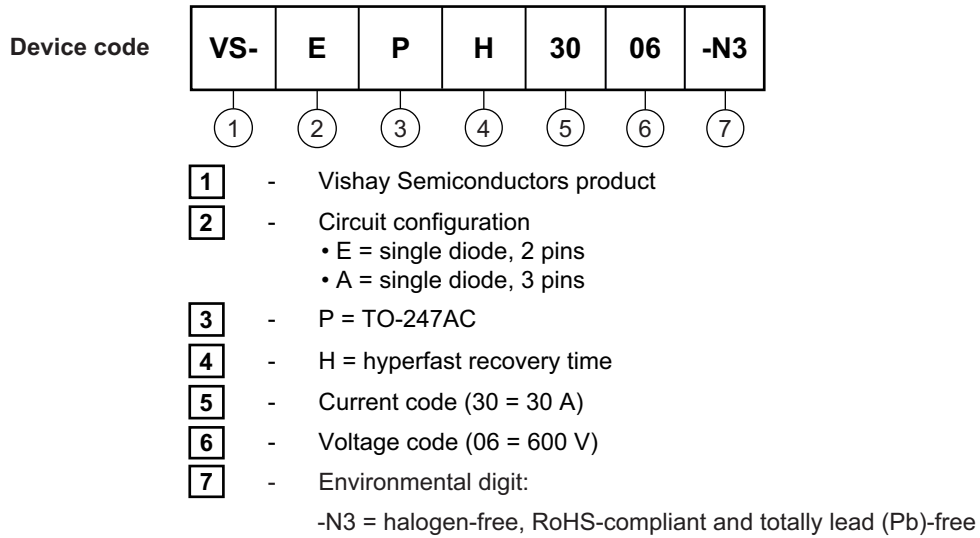 Device code VS- E P H 30 06 -N3
1 2 3 4 5 6 7
1 - Vishay Semiconductors product
2 - Circuit configuration
• E = single diode, 2 pins
• A = single diode, 3 pins
3 - P = TO-247AC
4 - H = hyperfast recovery time
5 - Current code (30 = 30 A)
6 - Voltage code (06 = 600 V)
7 - Environmental digit:
-N3 = halogen-free, RoHS-compliant and totally lead (Pb)-free